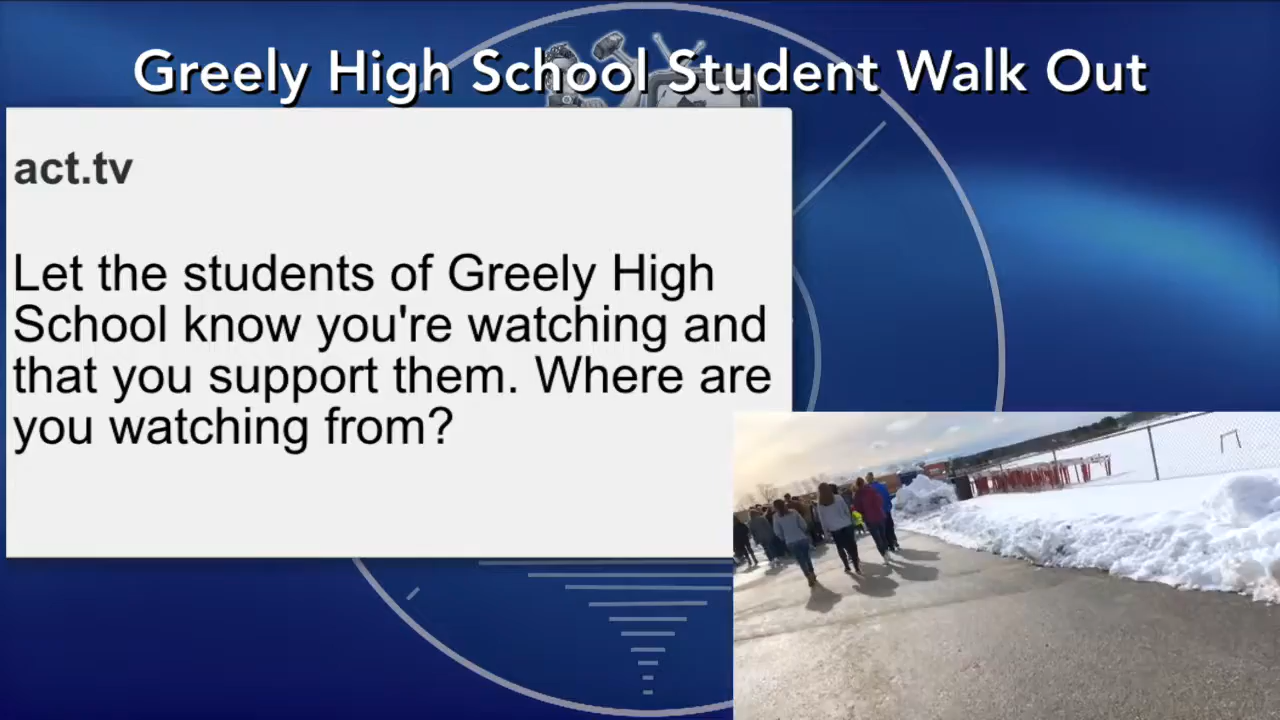 Greely High School Student Walk Out
act.tv
Let the students of Greely High
School know you're watching and
that you support them. Where are
you watching from?